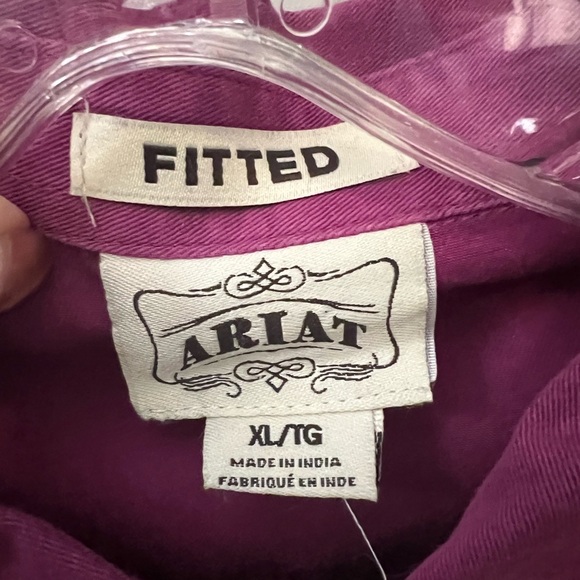 FITTED
ARIAT
XL/TG
MADE IN INDIA
FABRIQUÉ EN INDE